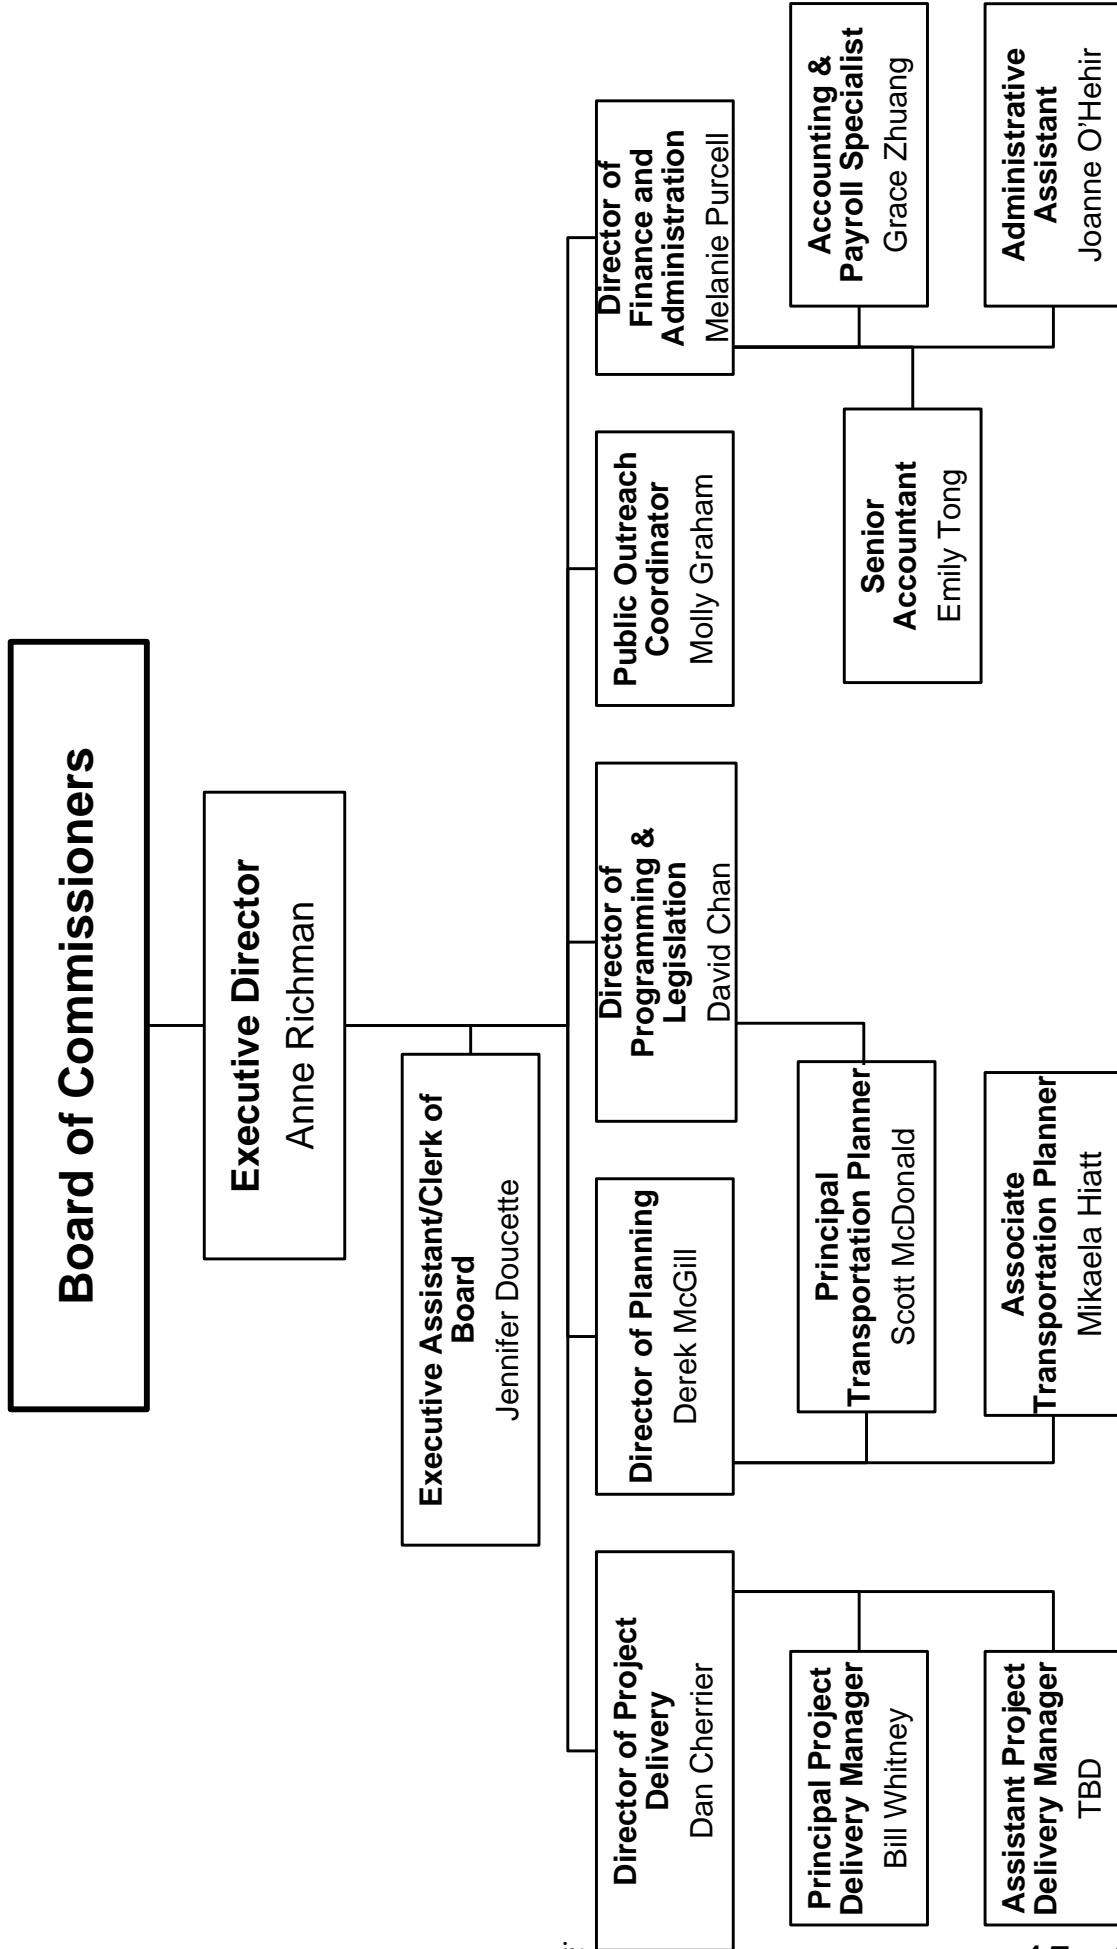 Board of Commissioners
Executive Director
Anne Richman
Executive Assistant/Clerk of
Board
Jennifer Doucette
Director of Project
Delivery
Dan Cherrier
Director of Planning
Derek McGill
Director of
Programming &
Legislation
David Chan
Public Outreach
Coordinator
Molly Graham
Director of
Finance and
Administration
Melanie Purcell
Principal Project
Delivery Manager
Bill Whitney
Principal
Transportation Planner
Scott McDonald
Senior
Accountant
Emily Tong
Accounting &
Payroll Specialist
Grace Zhuang
Assistant Project
Delivery Manager
TBD
Associate
Transportation Planner
Mikaela Hiatt
Administrative
Assistant
Joanne O’Hehir